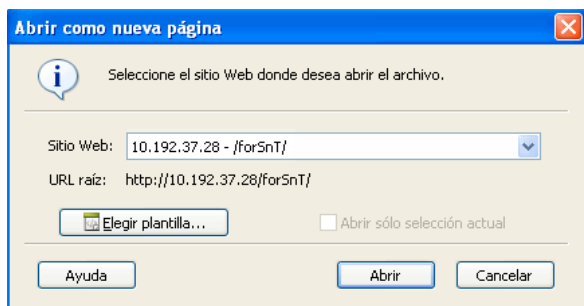 Abrir como nueva página
Seleccione el sitio Web donde desea abrir el archivo.
Sitio Web: 10.192.37.28 - /forSnT/
URL raíz: http://10.192.37.28/forSnT/
Elegir plantilla... Abrir sólo selección actual
Ayuda Abrir Cancelar